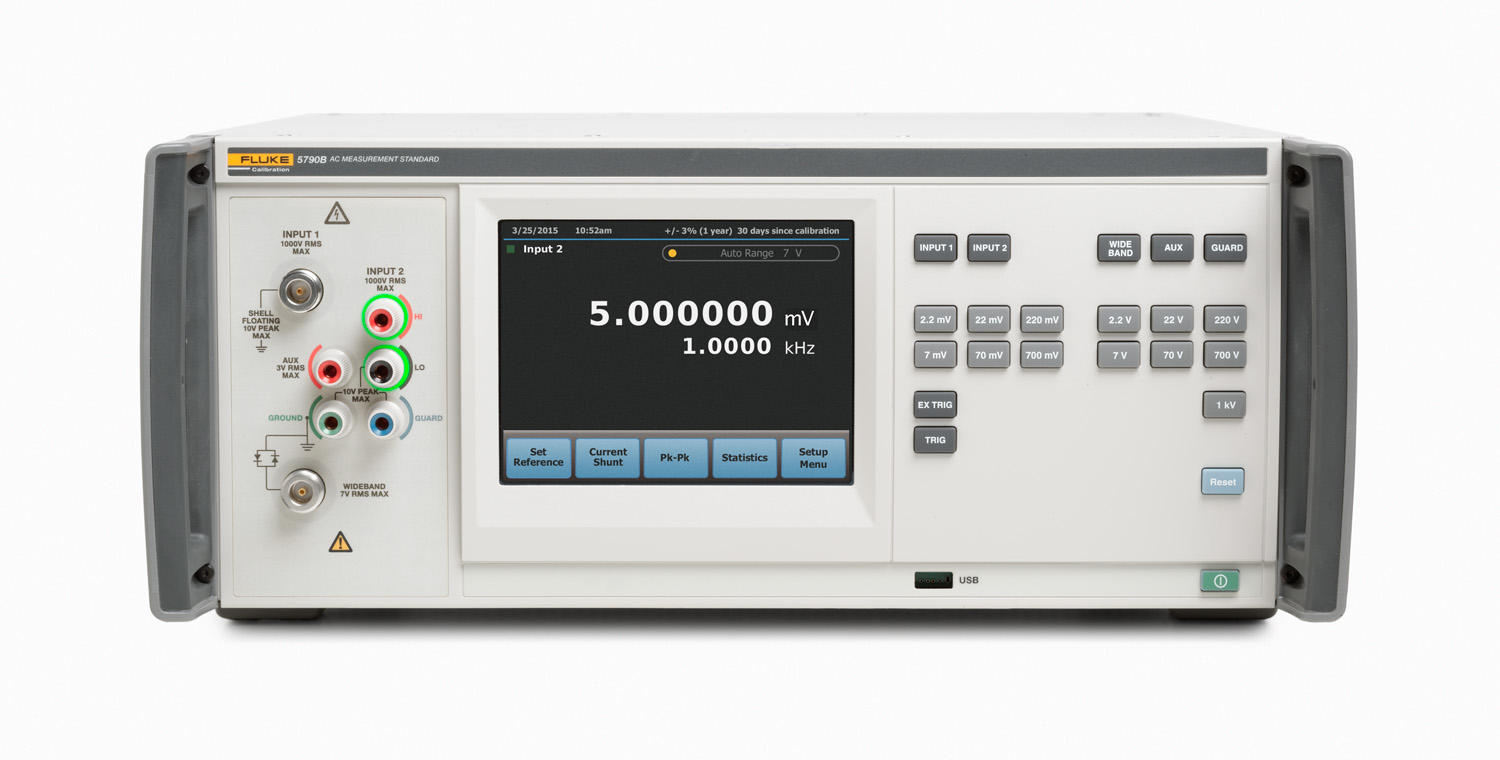 FLUKE 5790B AC MEASUREMENT STANDARD
Calibration
INPUT 1
1000V RMS
MAX
INPUT 2
1000V RMS
MAX
HI
SHELL
FLOATING
10V PEAK
MAX
AUX
3V RMS
MAX
LO
10V PEAK
MAX
GROUND
GUARD
WIDEBAND
7V RMS MAX
3/25/2015 10:52am +/- 3% (1 year) 30 days since calibration
Input 2
Auto Range 7 V
5.000000 mV
1.0000 kHz
Set
Reference
Current
Shunt
Pk-Pk
Statistics
Setup
Menu
INPUT 1 INPUT 2
WIDE
BAND
AUX
GUARD
2.2 mV 22 mV 220 mV 2.2 V 22 V 220 V
7 mV 70 mV 700 mV 7 V 70 V 700 V
EX TRIG 1 kV
TRIG
Reset
USB